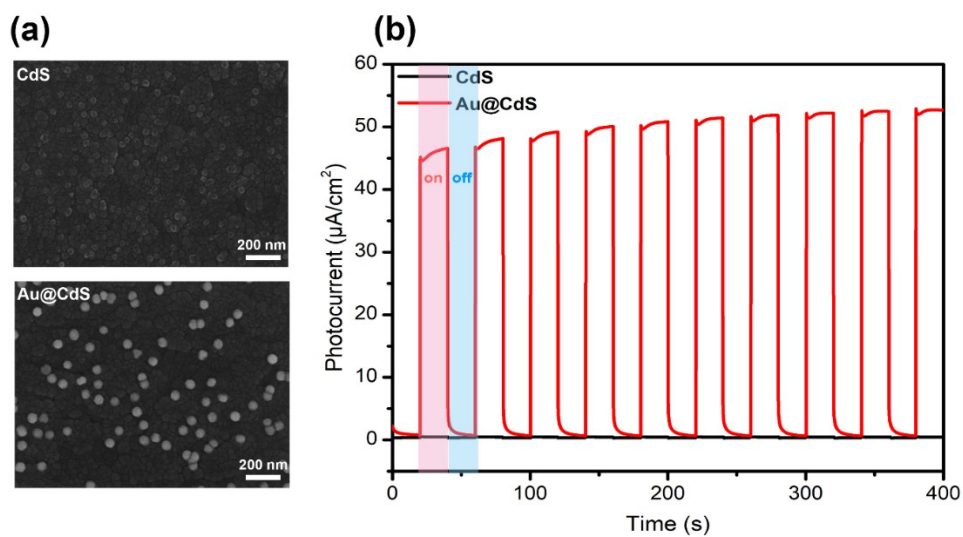 (a)
CdS
200 nm
Au@CdS
200 nm
(b)
Photocurrent (µA/cm²)
60
50
40
30
20
10
0
CdS
Au@CdS
on
off
0
100
200
300
400
Time (s)